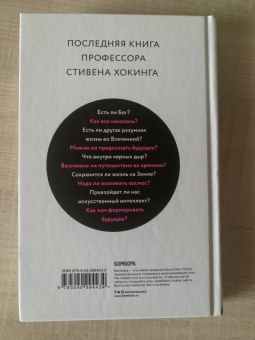 ПОСЛЕДНЯЯ КНИГА
ПРОФЕССОРА
СТИВЕНА ХОКИНГА
Есть ли Бог?
Как все началось?
Есть ли другая разумная
жизнь во Вселенной?
Можно ли предсказать будущее?
Что внутри черных дыр?
Возможно ли путешествие во времени?
Сохранится ли жизнь на Земле?
Надо ли осваивать космос?
Превзойдет ли нас
искусственный интеллект?
Как нам формировать
будущее?
БОМБОРА